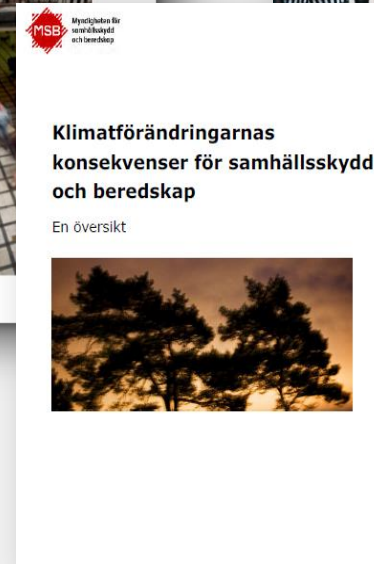 MSB
Myndigheten för
samhällsskydd
och beredskap
Klimatförändringarnas
konsekvenser för samhällsskydd
och beredskap
En översikt